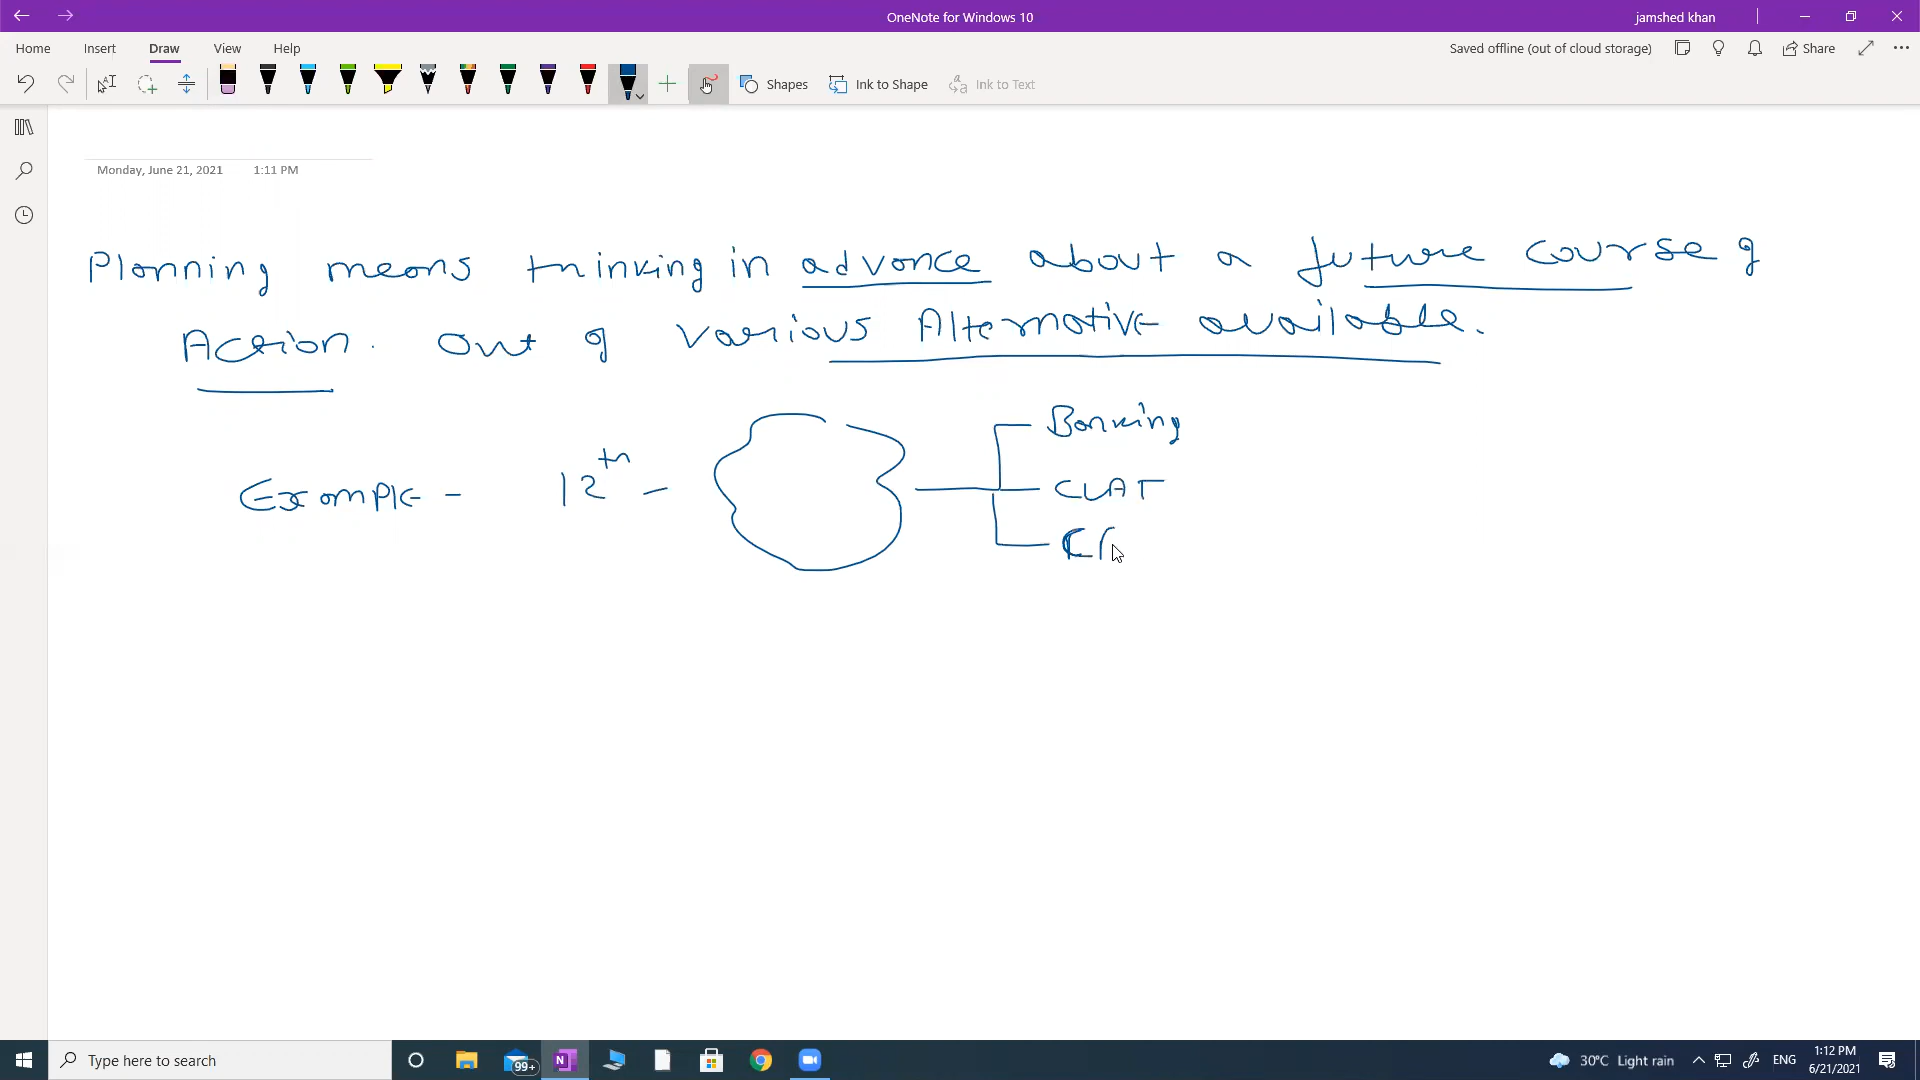 OneNote for Windows 10
jamshed khan
Home Insert Draw View Help
Saved offline (out of cloud storage)
Share
Shapes
Ink to Shape
Ink to Text
Monday, June 21, 2021 1:11 PM
Planning means thinking in advance about a future course of
Action. Out of various Alternative available.
Banking
Example - 12th -
CLAT
Type here to search
99+
30°C Light rain
ENG
1:12 PM
6/21/2021